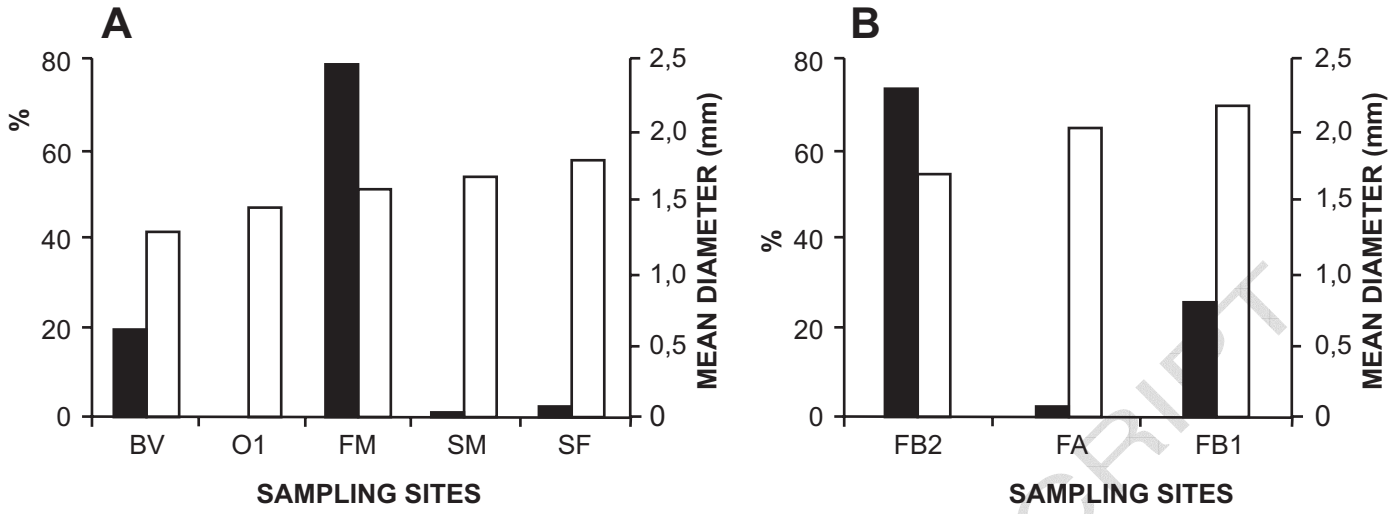 A
80
60
40
20
0
%
2,5
2,0
1,5
1,0
0,5
0
MEAN DIAMETER (mm)
BV O1 FM SM SF
SAMPLING SITES
B
80
60
40
20
0
%
2,5
2,0
1,5
1,0
0,5
0
MEAN DIAMETER (mm)
FB2 FA FB1
SAMPLING SITES
CRIPT